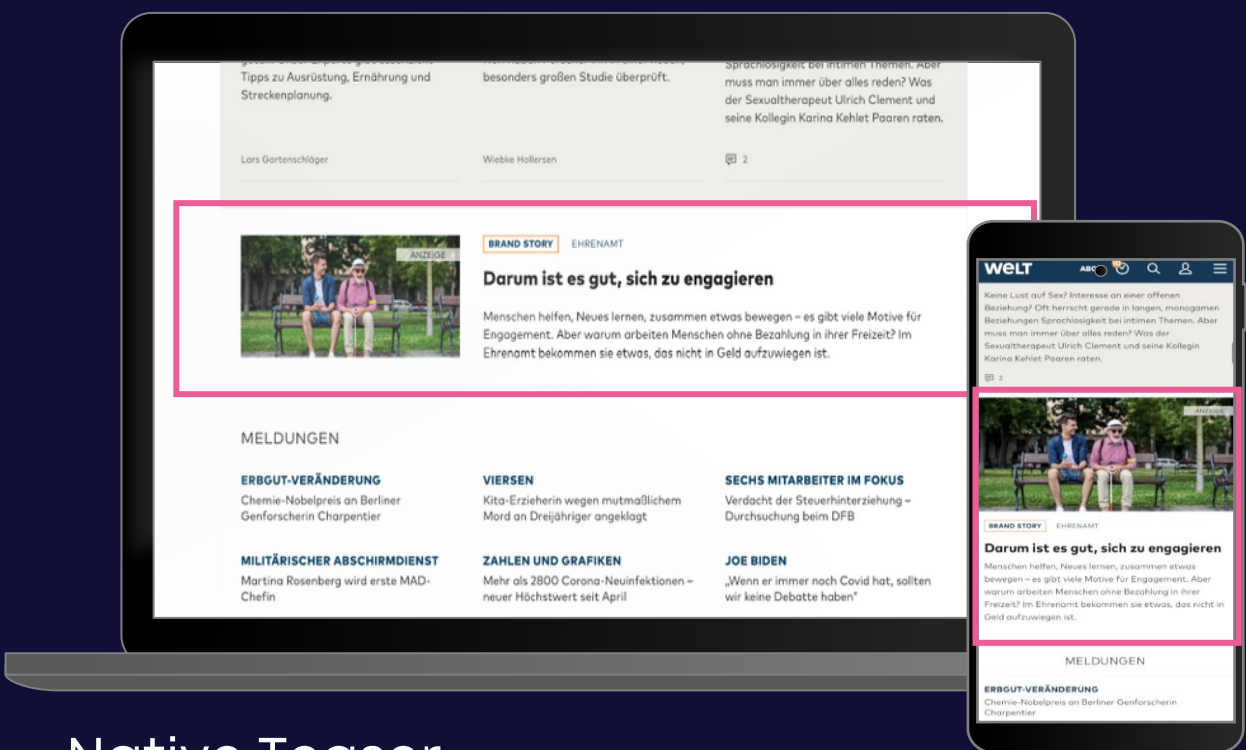 Tipps zu Ausrüstung, Ernährung und
Streckenplanung.
Lars Gartenschläger
besonders großen Studie überprüft.
Wiebke Hollersen
Sprachlosigkeit bei intimen Themen. Aber
muss man immer über alles reden? Was
der Sexualtherapeut Ulrich Clement und
seine Kollegin Karina Kehlet Paaren raten.
2
ANZEIGE
BRAND STORY EHRENAMT
Darum ist es gut, sich zu engagieren
Menschen helfen, Neues lernen, zusammen etwas bewegen – es gibt viele Motive für
Engagement. Aber warum arbeiten Menschen ohne Bezahlung in ihrer Freizeit? Im
Ehrenamt bekommen sie etwas, das nicht in Geld aufzuwiegen ist.
MELDUNGEN
ERBGUT-VERÄNDERUNG
Chemie-Nobelpreis an Berliner
Genforscherin Charpentier
VIERSEN
Kita-Erzieherin wegen mutmaßlichem
Mord an Dreijähriger angeklagt
SECHS MITARBEITER IM FOKUS
Verdacht der Steuerhinterziehung –
Durchsuchung beim DFB
MILITÄRISCHER ABSCHIRMDIENST
Martina Rosenberg wird erste MAD-
Chefin
ZAHLEN UND GRAFIKEN
Mehr als 2800 Corona-Neuinfektionen –
neuer Höchstwert seit April
JOE BIDEN
„Wenn er immer noch Covid hat, sollten
wir keine Debatte haben"
WELT
Keine Lust auf Sex? Interesse an einer offenen
Beziehung? Oft herrscht gerade in langen, monogamen
Beziehungen Sprachlosigkeit bei intimen Themen. Aber
muss man immer über alles reden? Was der
Sexualtherapeut Ulrich Clement und seine Kollegin
Karina Kehlet Paaren raten.
2
ANZEIGE
BRAND STORY EHRENAMT
Darum ist es gut, sich zu engagieren
Menschen helfen, Neues lernen, zusammen etwas
bewegen – es gibt viele Motive für Engagement. Aber
warum arbeiten Menschen ohne Bezahlung in ihrer
Freizeit? Im Ehrenamt bekommen sie etwas, das nicht in
Geld aufzuwiegen ist.
MELDUNGEN
ERBGUT-VERÄNDERUNG
Chemie-Nobelpreis an Berliner Genforscherin
Charpentier
Native Teaser